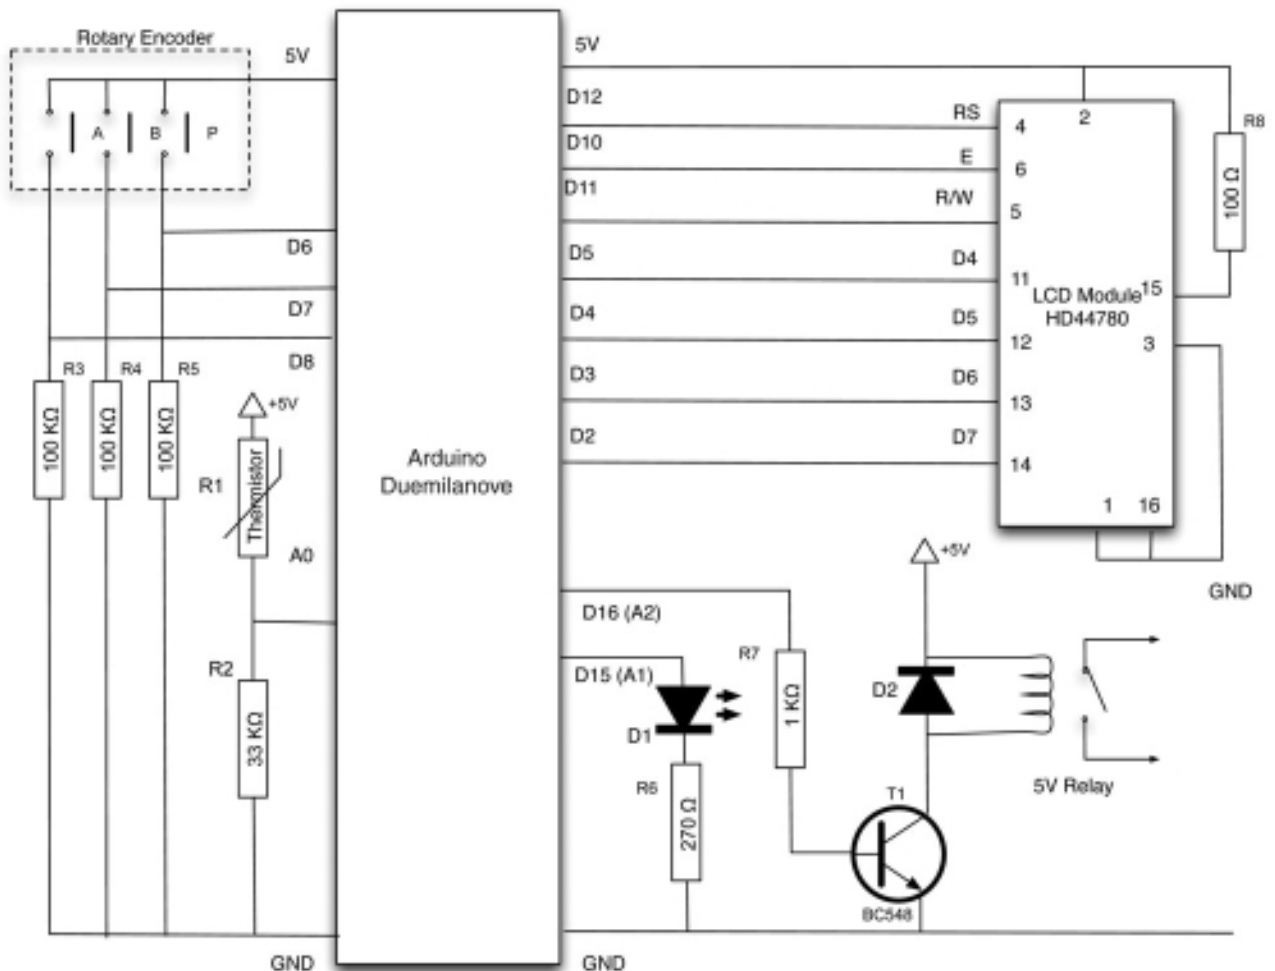 Rotary Encoder
5V
A
B
P
D6
D7
D8
R3
R4
R5
100 KΩ
100 KΩ
100 KΩ
+5V
R1
Thermistor
A0
R2
33 KΩ
GND
Arduino
Duemilanove
5V
D12
D10
D11
D5
D4
D3
D2
RS
E
R/W
D4
D5
D6
D7
4
6
5
11
12
13
14
2
LCD Module
HD44780
15
3
1
16
R8
100 Ω
GND
D16 (A2)
D15 (A1)
D1
R6
270 Ω
R7
1 KΩ
+5V
D2
T1
BC548
5V Relay
GND